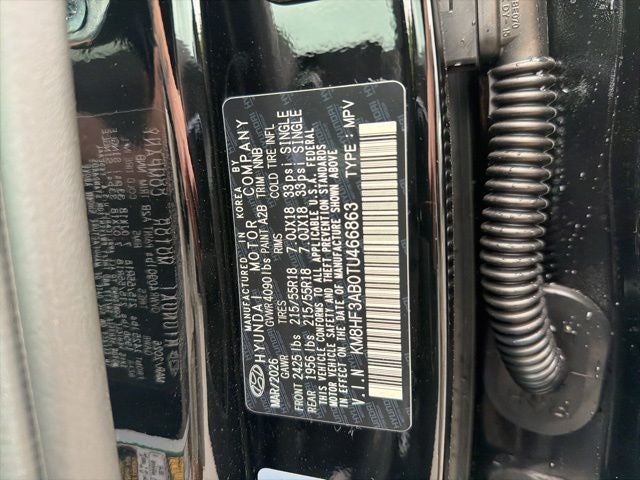 MANUFACTURED IN KOREA BY
HYUNDAI MOTOR COMPANY
MAR/2026 GVWR 4090 lbs PAINT A2B TRIM NNB
GAWR TIRES RIMS COLD TIRE INFL
FRONT 2425 lbs 215/55R18 7.0JX18 33psi SINGLE
REAR 1956 lbs 215/55R18 7.0JX18 33psi SINGLE
THIS VEHICLE CONFORMS TO ALL APPLICABLE U.S.A. FEDERAL
MOTOR VEHICLE SAFETY AND THEFT PREVENTION STANDARDS
IN EFFECT ON THE DATE OF MANUFACTURE SHOWN ABOVE
V.I.N KM8HF3AB0TU466863 TYPE MPV